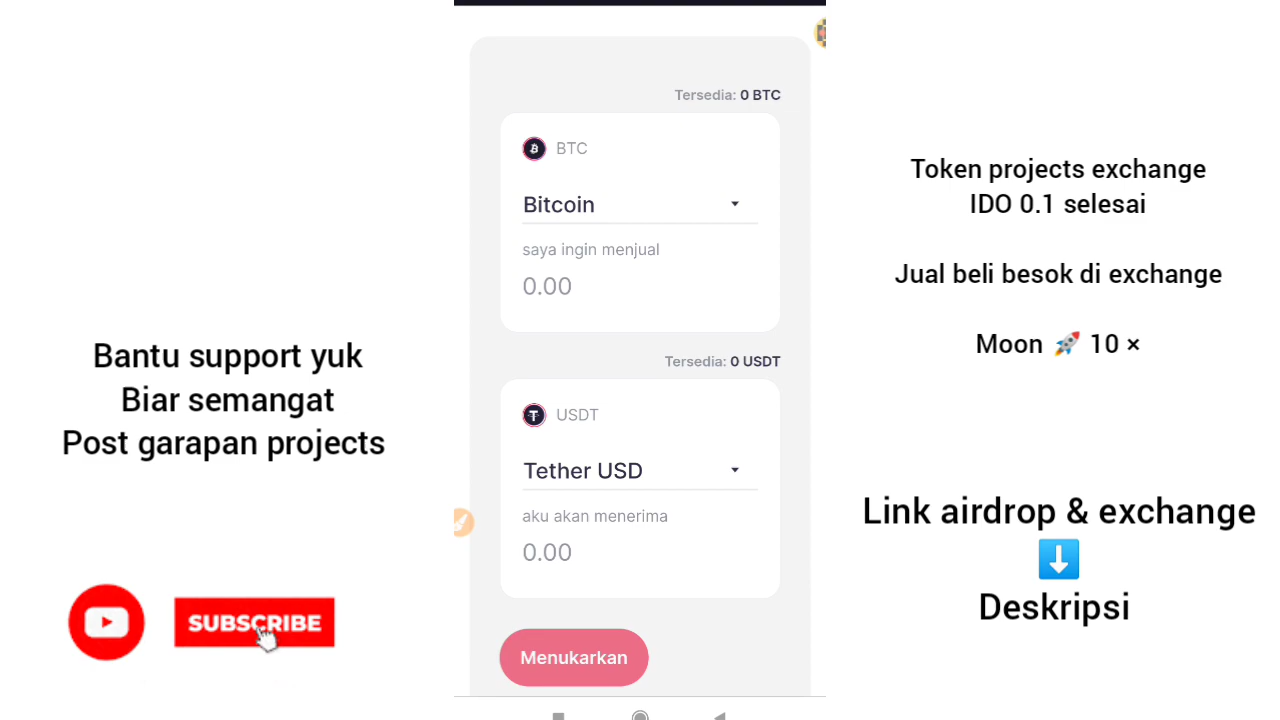 Bantu support yuk
Biar semangat
Post garapan projects
SUBSCRIBE
Tersedia: 0 BTC
BTC
Bitcoin
saya ingin menjual
0.00
Tersedia: 0 USDT
USDT
Tether USD
aku akan menerima
0.00
Menukarkan
Token projects exchange
IDO 0.1 selesai
Jual beli besok di exchange
Moon 🚀 10 ×
Link airdrop & exchange
⬇️
Deskripsi